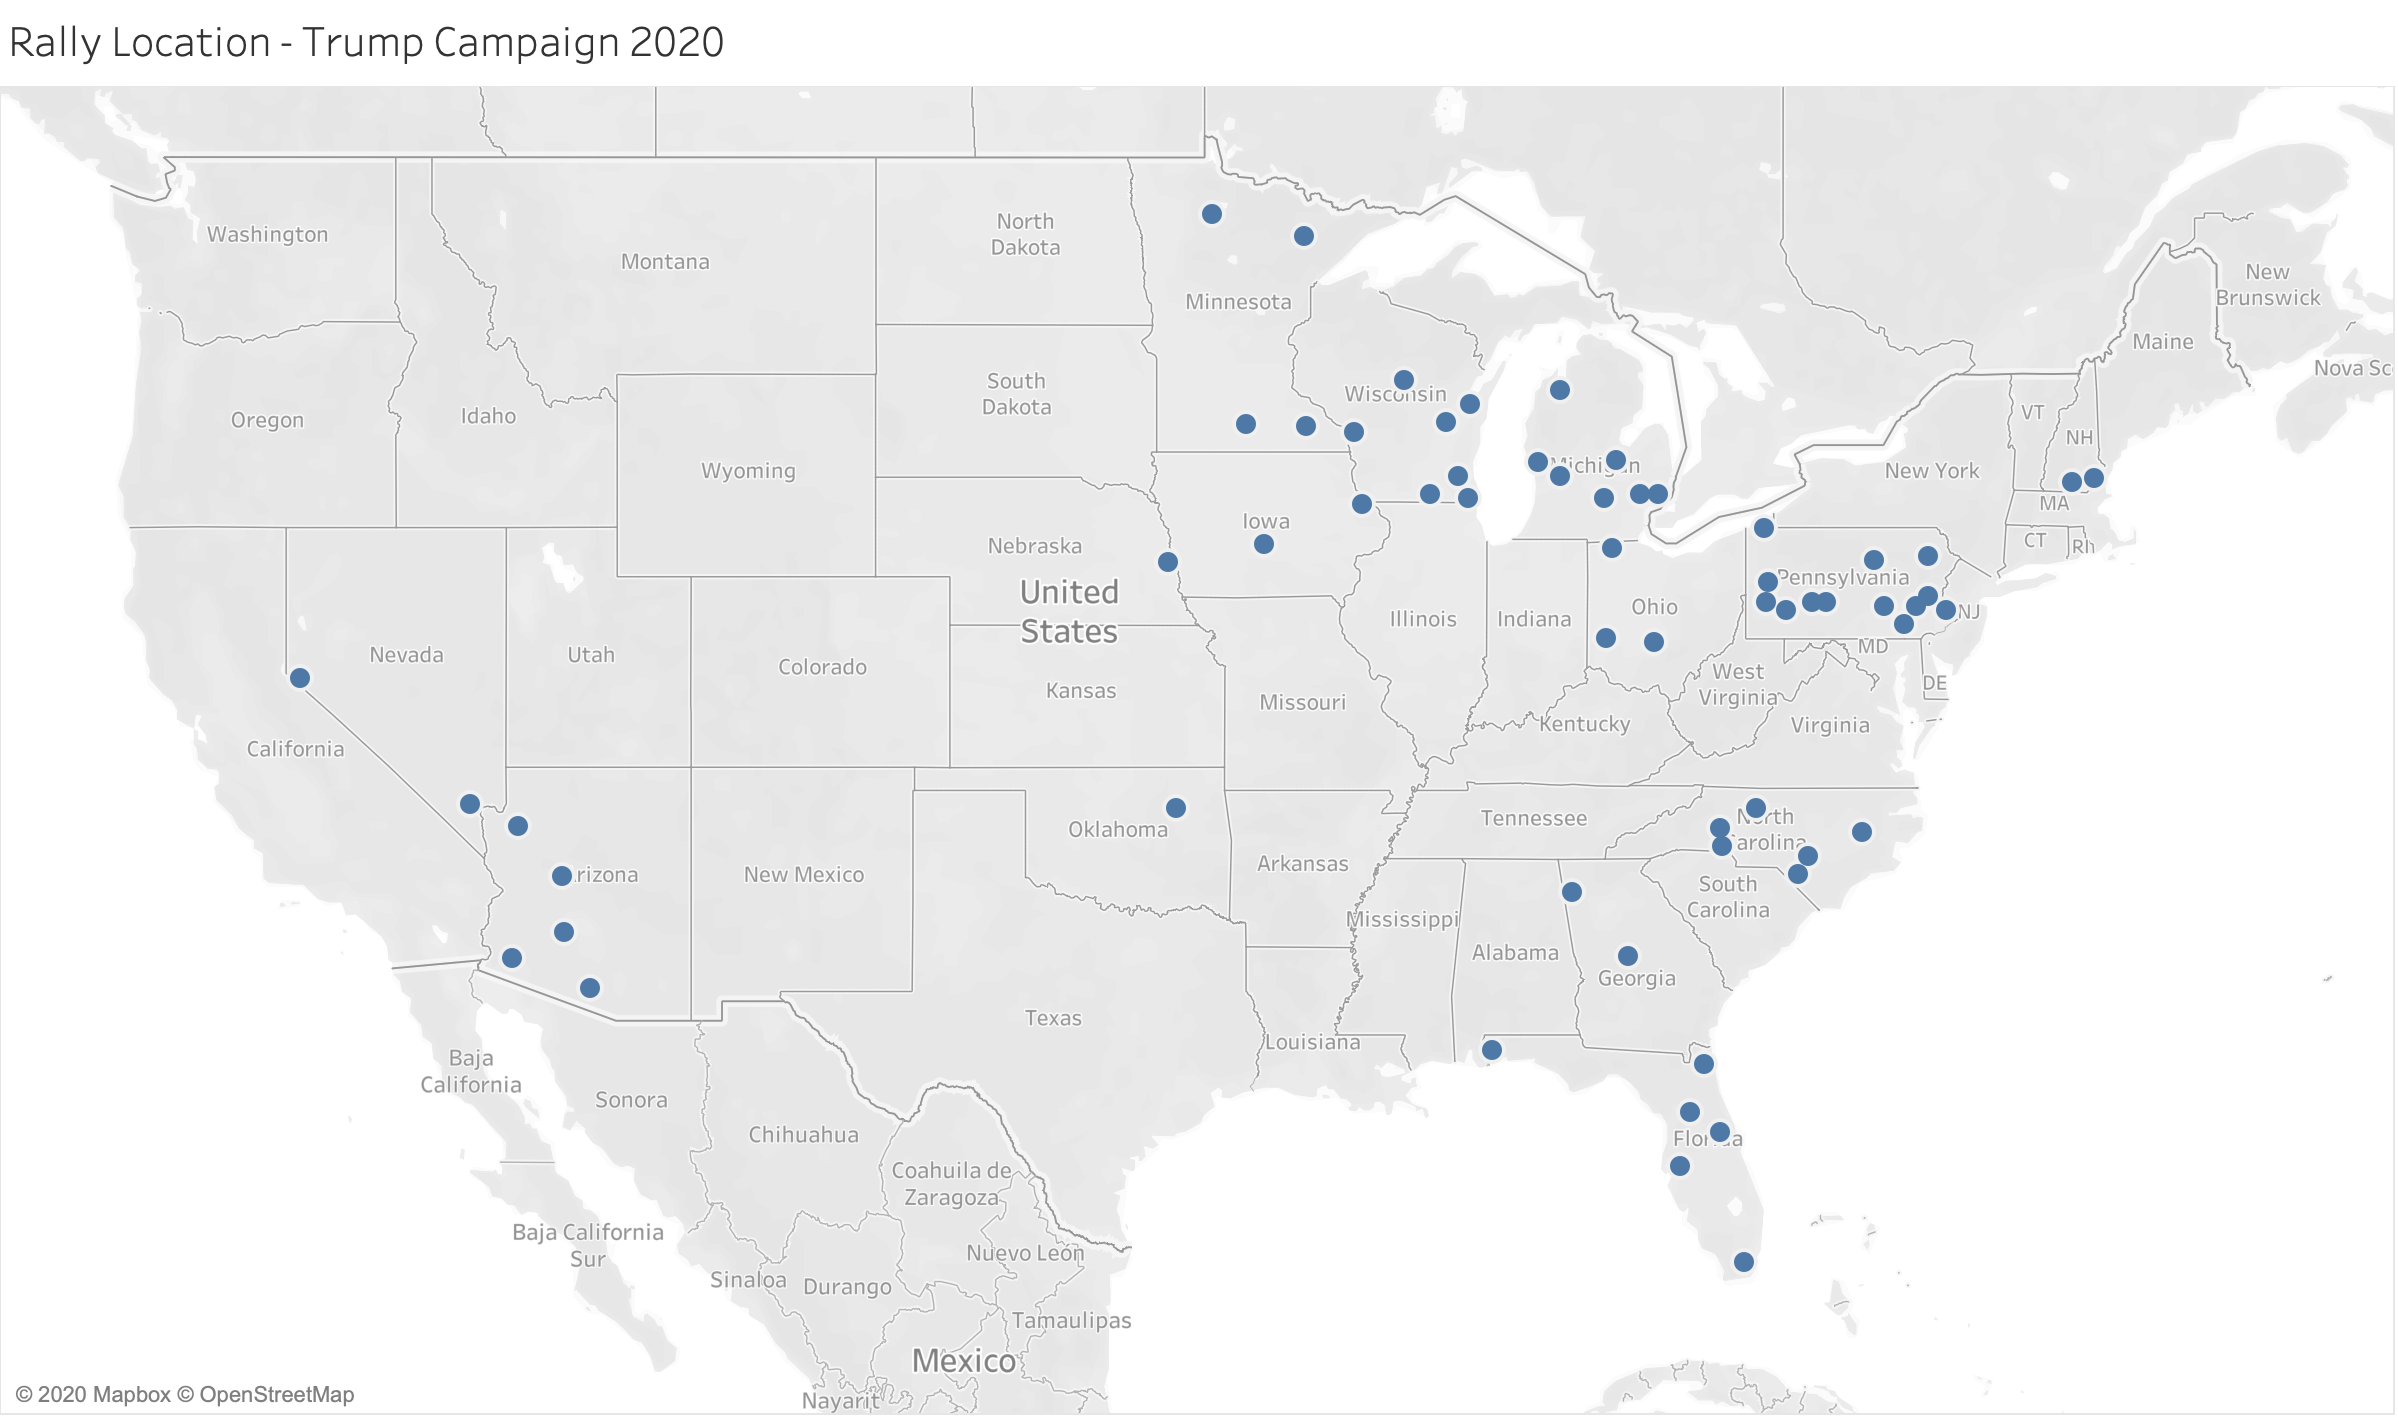 Rally Location - Trump Campaign 2020
Washington
Montana
North
Dakota
Minnesota
New
Brunswick
Maine
Nova Sc
Oregon
Idaho
South
Dakota
Wisconsin
VT
NH
Wyoming
Michigan
New York
MA
Iowa
CT
RI
Nebraska
United
States
Pennsylvania
NJ
Illinois
Indiana
Ohio
MD
Nevada
Utah
Colorado
Kansas
Missouri
West
Virginia
DE
Kentucky
Virginia
California
Oklahoma
Tennessee
North
Carolina
Arizona
New Mexico
Arkansas
South
Carolina
Mississippi
Alabama
Georgia
Texas
Louisiana
Baja
California
Sonora
Chihuahua
Florida
Coahuila de
Zaragoza
Baja California
Sur
Nuevo León
Sinaloa
Durango
Tamaulipas
Mexico
Nayarit
© 2020 Mapbox © OpenStreetMap